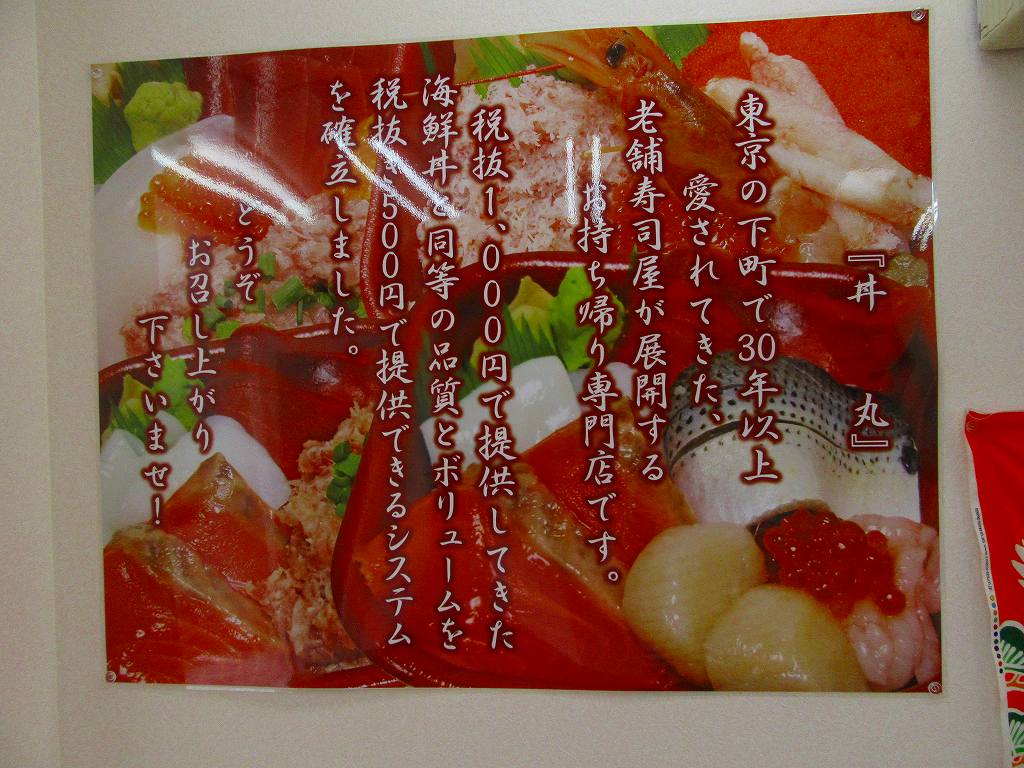 『丼 丸』
東京の下町で30年以上
愛されてきた、
老舗寿司屋が展開する
お持ち帰り専門店です。
税抜1、000円で提供してきた
海鮮丼と同等の品質とボリュームを
税抜き500円で提供できるシステム
を確立しました。
どうぞ
お召し上がり
下さいませ!